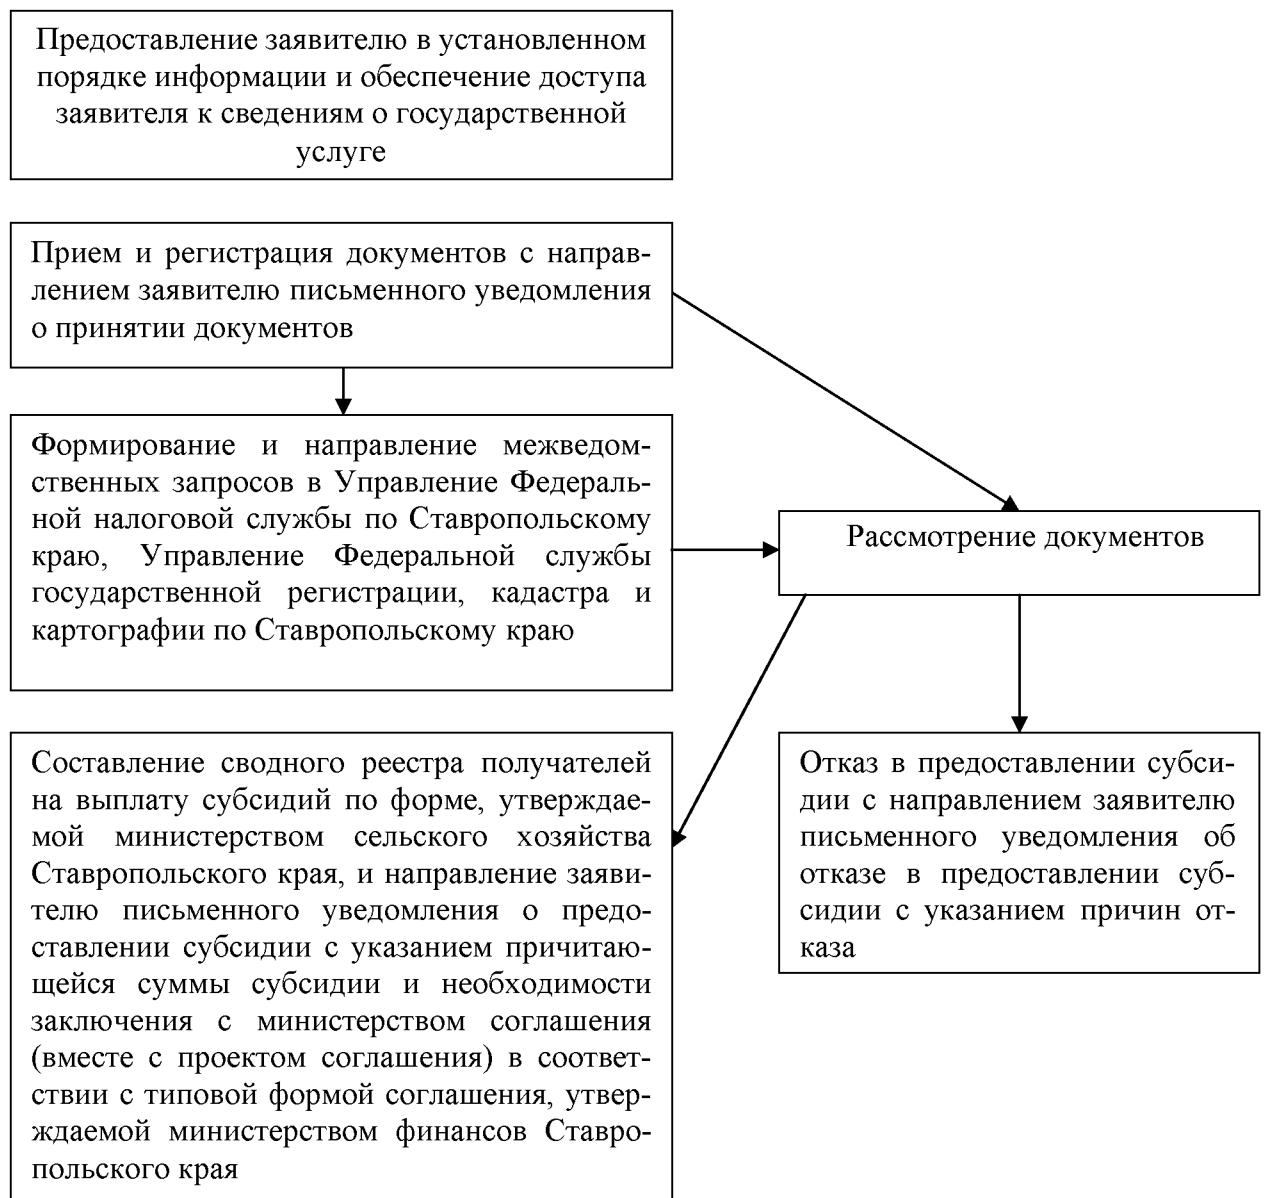 Предоставление заявителю в установленном
порядке информации и обеспечение доступа
заявителя к сведениям о государственной
услуге
Прием и регистрация документов с направ-
лением заявителю письменного уведомления
о принятии документов
Формирование и направление межведом-
ственных запросов в Управление Федераль-
ной налоговой службы по Ставропольскому
краю, Управление Федеральной службы
государственной регистрации, кадастра и
картографии по Ставропольскому краю
Рассмотрение документов
Составление сводного реестра получателей
на выплату субсидий по форме, утверждае-
мой министерством сельского хозяйства
Ставропольского края, и направление заяви-
телю письменного уведомления о предо-
ставлении субсидии с указанием причитаю-
щейся суммы субсидии и необходимости
заключения с министерством соглашения
(вместе с проектом соглашения) в соответ-
ствии с типовой формой соглашения, утвер-
ждаемой министерством финансов Ставро-
польского края
Отказ в предоставлении субси-
дии с направлением заявителю
письменного уведомления об
отказе в предоставлении суб-
сидии с указанием причин от-
каза